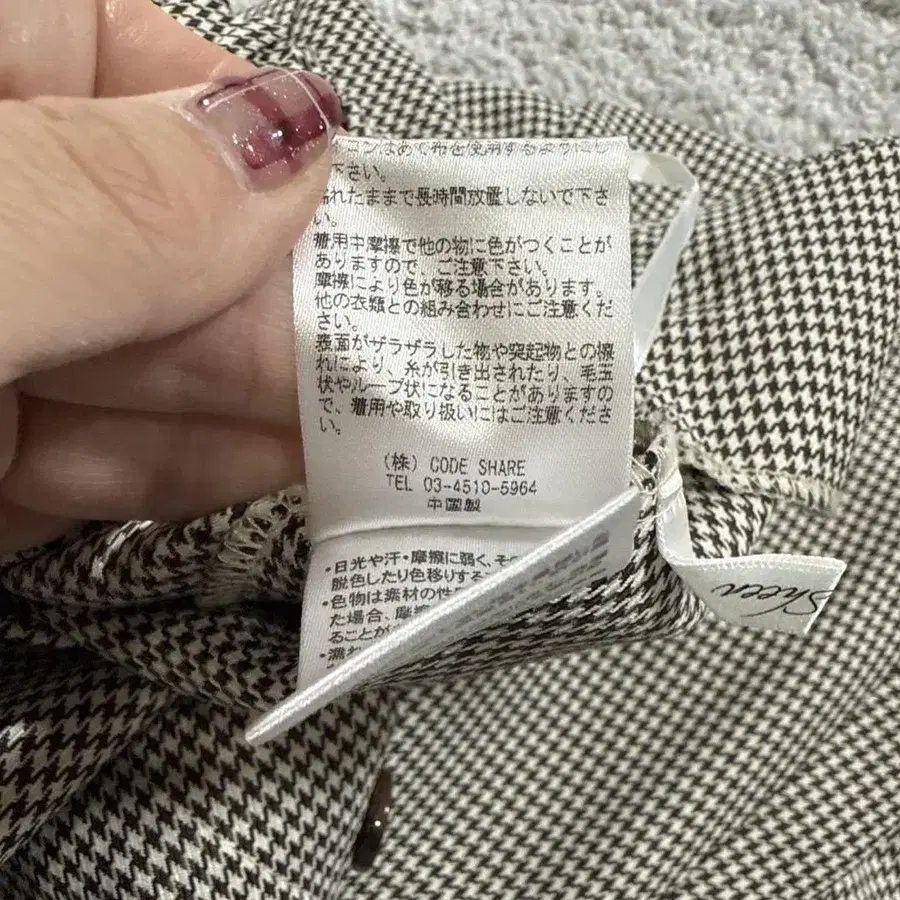 コンはあて布を使用するようにし
下さい。
濡れたままで長時間放置しないで下さ
い。
着用中摩擦で他の物に色がつくことが
ありますので、ご注意下さい。
摩擦により色が移る場合があります。
他の衣類との組み合わせにご注意くだ
さい。
表面がザラザラした物や突起物との擦
れにより、糸が引き出されたり、毛玉
状やループ状になることがありますの
で、着用や取り扱いにはご注意くださ
い。
(株) CODE SHARE
TEL 03-4510-5964
中国製
・日光や汗・摩擦に弱く、その
脱色したり色移りする
・色物は素材の性
た場合、摩擦
ることが
・濡れ
Sheen